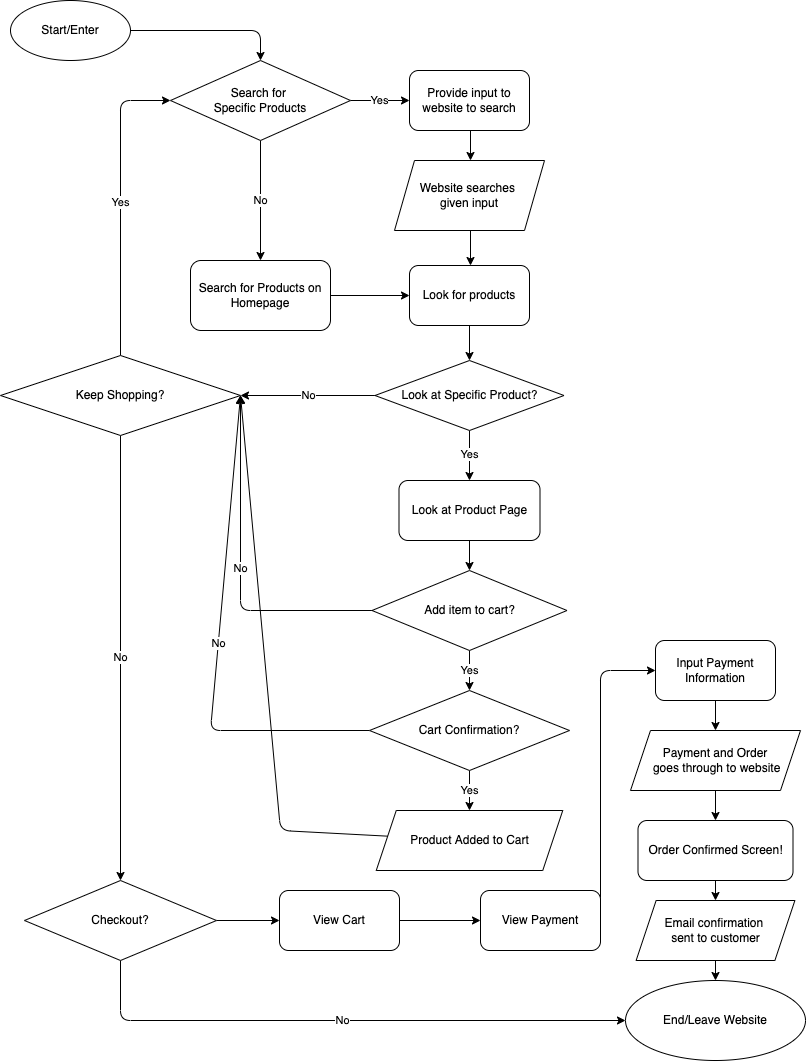 Start/Enter
Search for
Specific Products
Yes
Provide input to
website to search
Yes
No
Website searches
given input
Search for Products on
Homepage
Look for products
Keep Shopping?
No
Look at Specific Product?
Yes
Look at Product Page
No
Add item to cart?
No
No
Yes
Input Payment
Information
Cart Confirmation?
Payment and Order
goes through to website
Yes
Product Added to Cart
Order Confirmed Screen!
Checkout?
View Cart
View Payment
Email confirmation
sent to customer
No
End/Leave Website